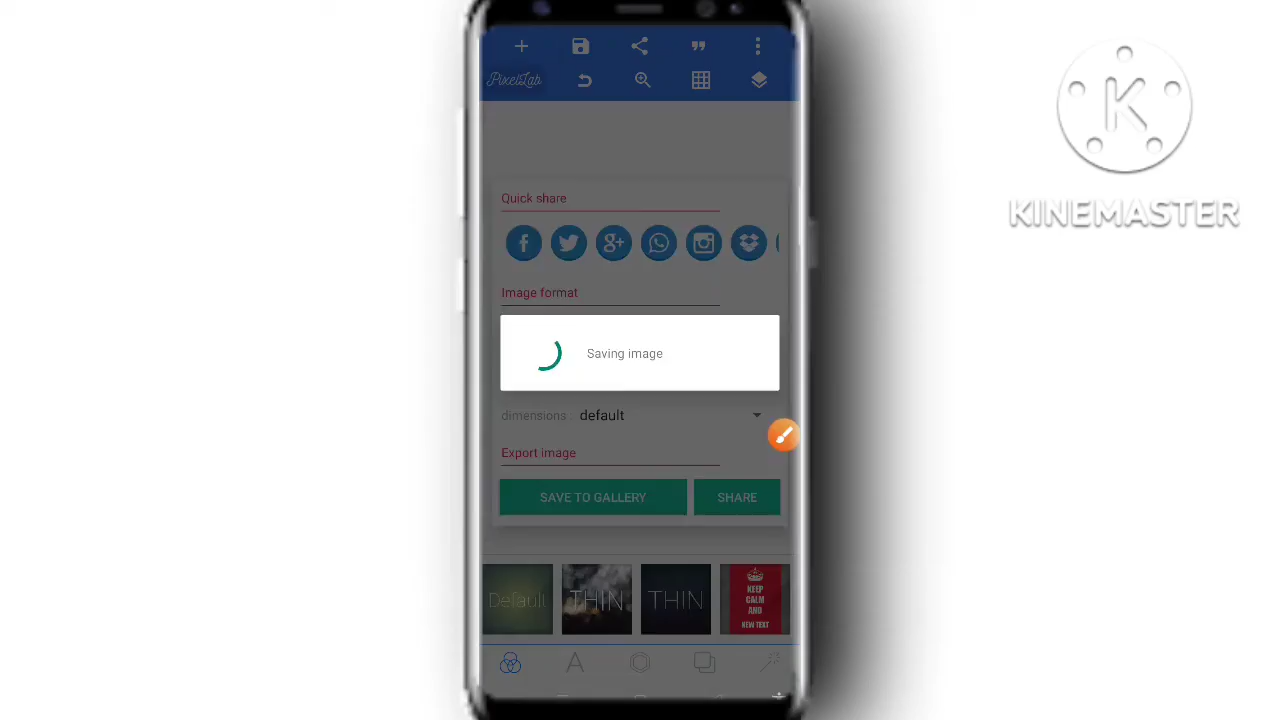 PixelLab
Quick share
Image format
Saving image
dimensions : default
Export image
SAVE TO GALLERY SHARE
Default THIN THIN KEEP CALM AND NEW TEXT
K
KINEMASTER